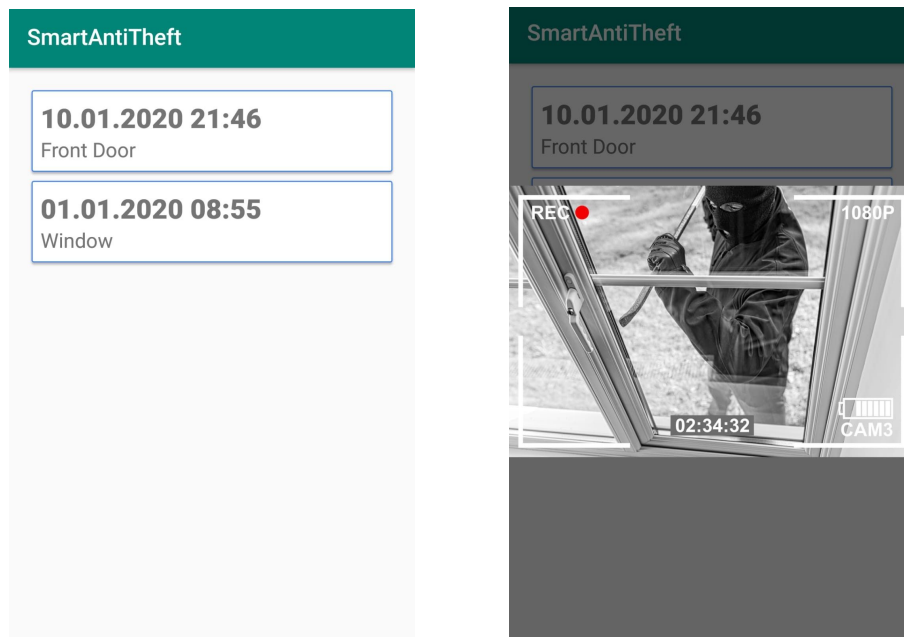 SmartAntiTheft
10.01.2020 21:46
Front Door
01.01.2020 08:55
Window
SmartAntiTheft
10.01.2020 21:46
Front Door
REC
1080P
02:34:32
CAM3